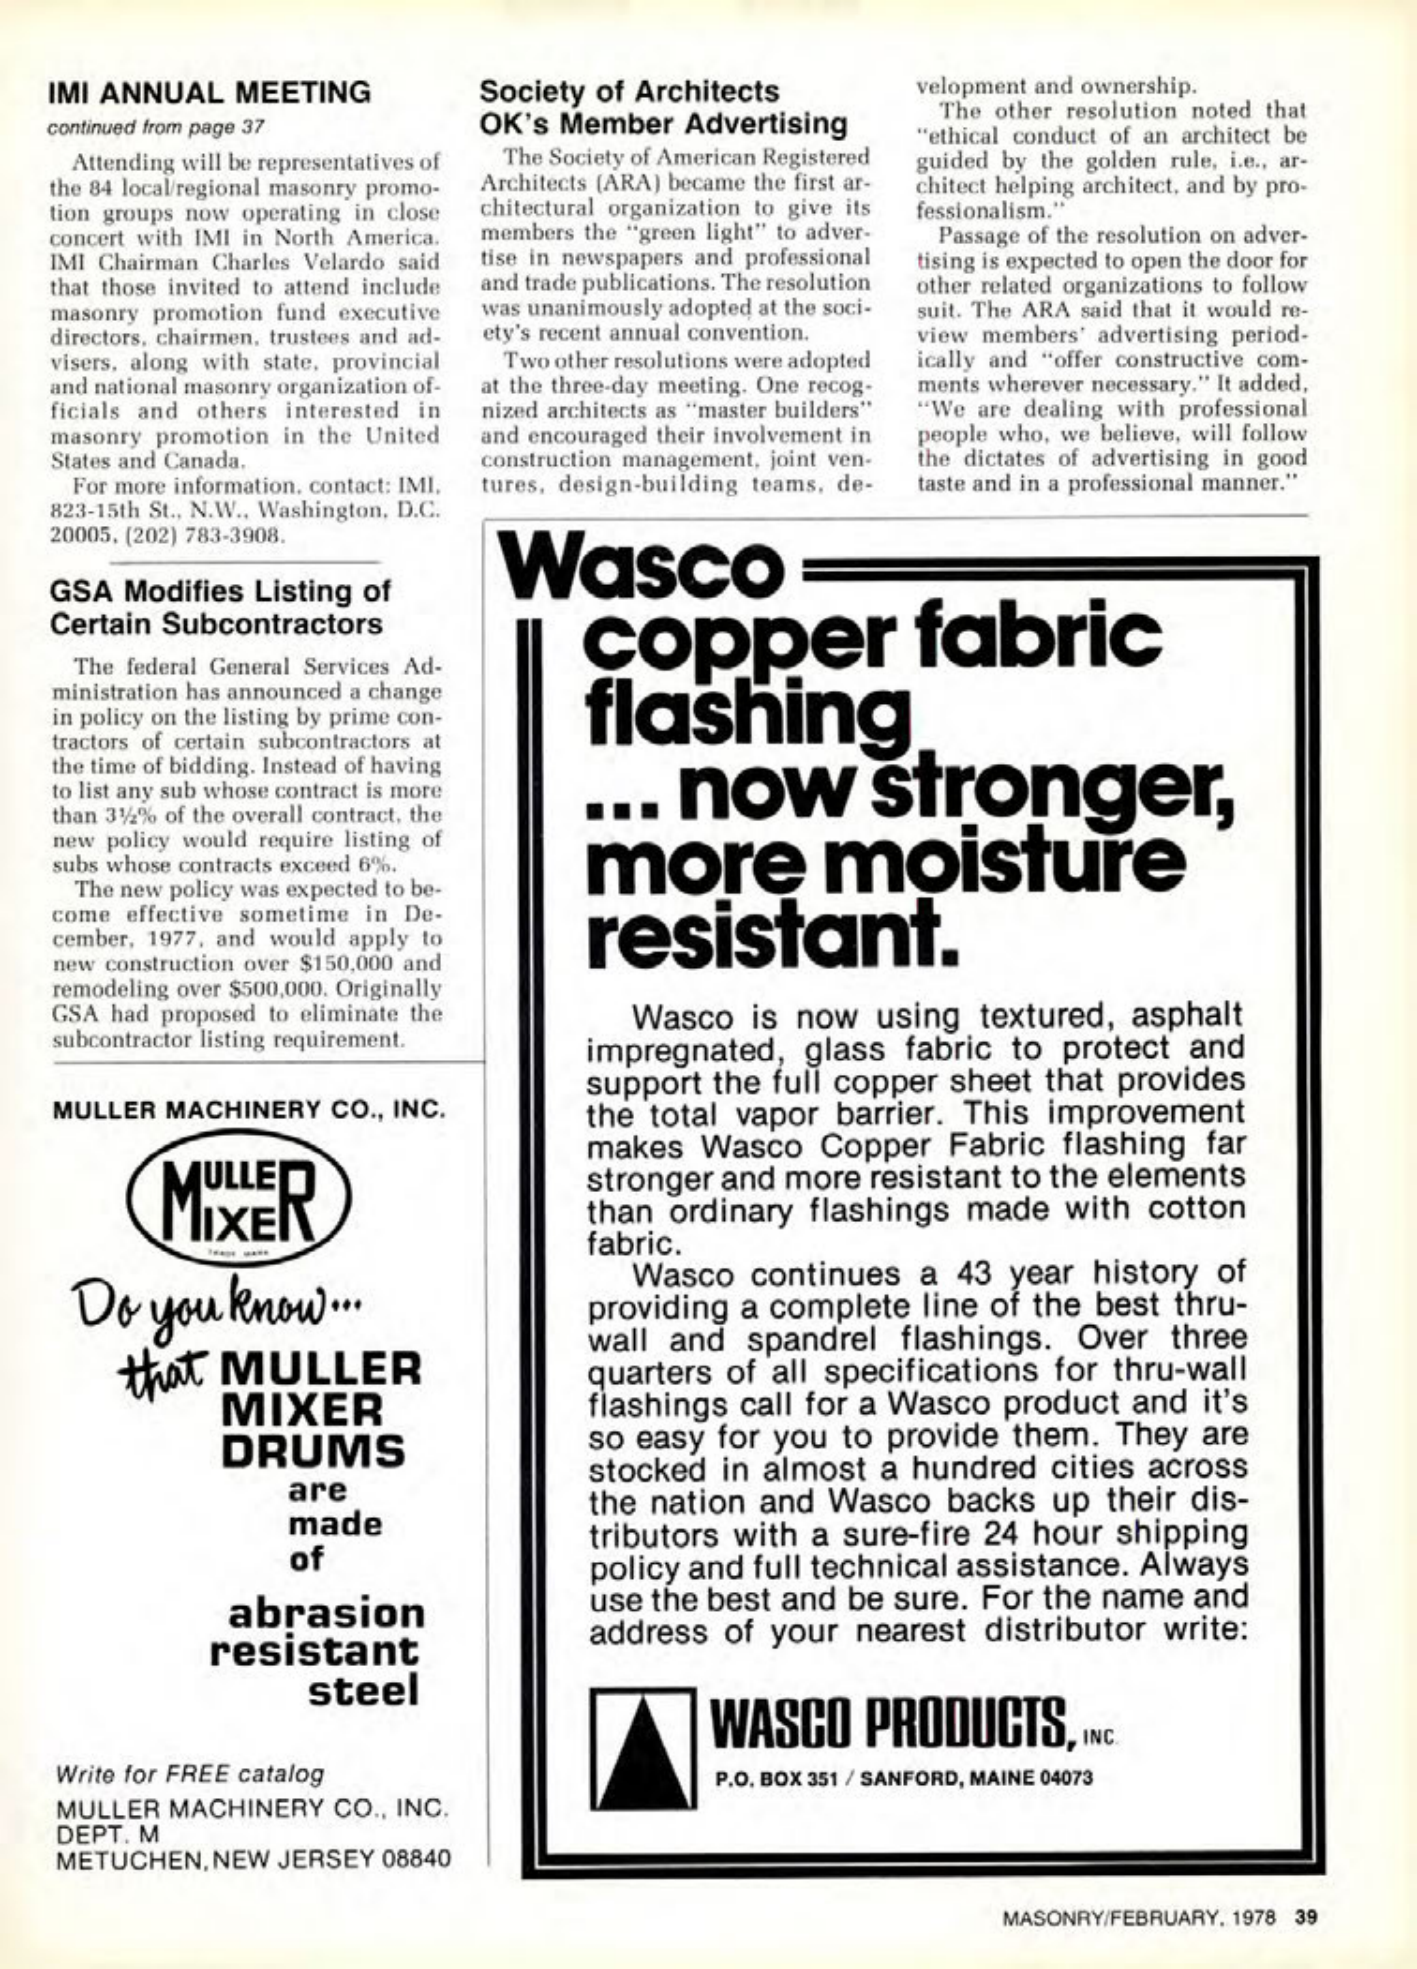 IMI ANNUAL MEETING
continued from page 37
Attending will be representatives of
the 84 local/regional masonry promo-
tion groups now operating in close
concert with IMI in North America.
IMI Chairman Charles Velardo said
that those invited to attend include
masonry promotion fund executive
directors, chairmen, trustees and ad-
visers, along with state, provincial
and national masonry organization of-
ficials and others interested in
masonry promotion in the United
States and Canada.
For more information, contact: IMI,
823-15th St., N.W., Washington, D.C.
20005, (202) 783-3908.
GSA Modifies Listing of
Certain Subcontractors
The federal General Services Ad-
ministration has announced a change
in policy on the listing by prime con-
tractors of certain subcontractors at
the time of bidding. Instead of having
to list any sub whose contract is more
than 3½% of the overall contract, the
new policy would require listing of
subs whose contracts exceed 6%.
The new policy was expected to be-
come effective sometime in De-
cember, 1977, and would apply to
new construction over $150,000 and
remodeling over $500,000. Originally
GSA had proposed to eliminate the
subcontractor listing requirement.
Society of Architects
OK's Member Advertising
The Society of American Registered
Architects (ARA) became the first ar-
chitectural organization to give its
members the "green light" to adver-
tise in newspapers and professional
and trade publications. The resolution
was unanimously adopted at the soci-
ety's recent annual convention.
Two other resolutions were adopted
at the three-day meeting. One recog-
nized architects as "master builders"
and encouraged their involvement in
construction management, joint ven-
tures, design-building teams, de-
velopment and ownership.
The other resolution noted that
"ethical conduct of an architect be
guided by the golden rule, i.e., ar-
chitect helping architect, and by pro-
fessionalism."
Passage of the resolution on adver-
tising is expected to open the door for
other related organizations to follow
suit. The ARA said that it would re-
view members' advertising period-
ically and "offer constructive com-
ments wherever necessary." It added,
"We are dealing with professional
people who, we believe, will follow
the dictates of advertising in good
taste and in a professional manner."
MULLER MACHINERY CO., INC.
MULLER
MIXER
TRADE MARK
Do you know...
that MULLER
MIXER
DRUMS
are
made
of
abrasion
resistant
steel
Write for FREE catalog
MULLER MACHINERY CO., INC.
DEPT. M
METUCHEN, NEW JERSEY 08840
Wasco
copper fabric
flashing
... now stronger,
more moisture
resistant.
Wasco is now using textured, asphalt
impregnated, glass fabric to protect and
support the full copper sheet that provides
the total vapor barrier. This improvement
makes Wasco Copper Fabric flashing far
stronger and more resistant to the elements
than ordinary flashings made with cotton
fabric.
Wasco continues a 43 year history of
providing a complete line of the best thru-
wall and spandrel flashings. Over three
quarters of all specifications for thru-wall
flashings call for a Wasco product and it's
so easy for you to provide them. They are
stocked in almost a hundred cities across
the nation and Wasco backs up their dis-
tributors with a sure-fire 24 hour shipping
policy and full technical assistance. Always
use the best and be sure. For the name and
address of your nearest distributor write:
WASCO PRODUCTS, INC.
P.O. BOX 351 / SANFORD, MAINE 04073
MASONRY/FEBRUARY, 1978 39